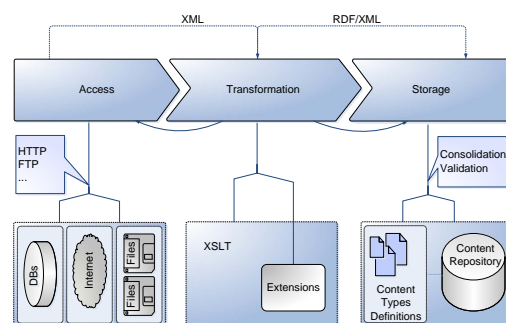 XML
RDF/XML
Access
Transformation
Storage
HTTP
FTP
...
Consolidation
Validation
DBs
Internet
Files
Files
XSLT
Extensions
Content
Types
Definitions
Content
Repository